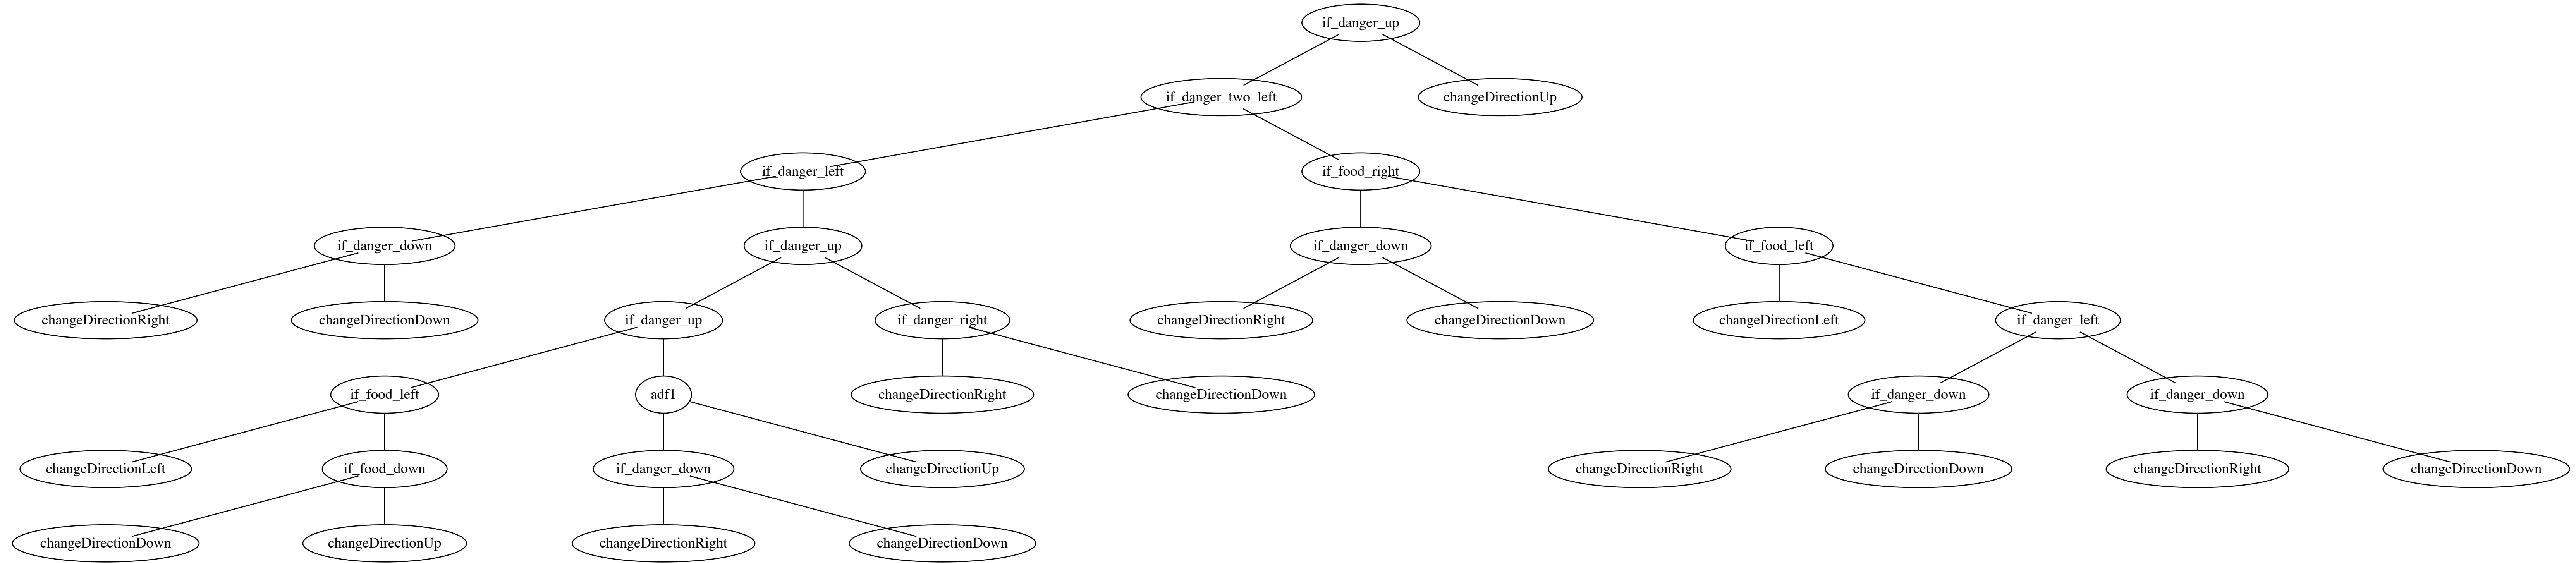 if_danger_up
if_danger_two_left
changeDirectionUp
if_danger_left
if_food_right
if_danger_down
if_danger_up
if_danger_down
if_food_left
changeDirectionRight
changeDirectionDown
if_danger_up
if_danger_right
changeDirectionRight
changeDirectionDown
changeDirectionLeft
if_danger_left
if_food_left
adf1
changeDirectionRight
changeDirectionDown
if_danger_down
if_danger_down
changeDirectionLeft
if_food_down
if_danger_down
changeDirectionUp
changeDirectionRight
changeDirectionDown
changeDirectionRight
changeDirectionDown
changeDirectionDown
changeDirectionUp
changeDirectionRight
changeDirectionDown